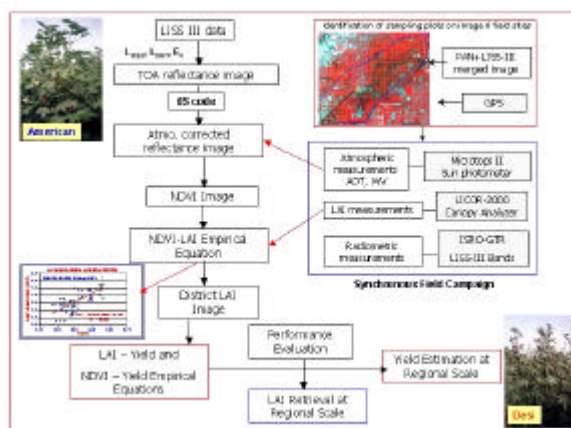 LISS III data
TOA reflectance image
6S code
Atmo. corrected
reflectance image
NDVI Image
NDVI-LAI Empirical
Equation
District LAI
Image
LAI – Yield and
NDVI – Yield Empirical
Equations
Performance
Evaluation
LAI Retrieval at
Regional Scale
Yield Estimation at
Regional Scale
American
Identification of sampling plots on image & field sites
PAN+LISS-III
merged image
GPS
Atmospheric
measurements
Microtops II
Sun photometer
LAI measurements
LICOR-2000
Canopy Analyzer
Radiometric
measurements
ISRO-GTR
LISS-III Bands
Synchronous Field Campaign
Desi